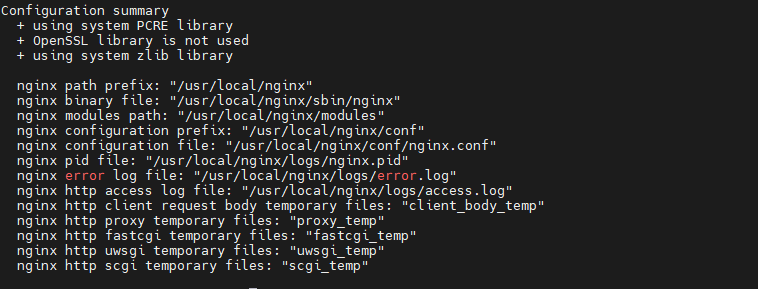 Configuration summary
+ using system PCRE library
+ OpenSSL library is not used
+ using system zlib library
nginx path prefix: "/usr/local/nginx"
nginx binary file: "/usr/local/nginx/sbin/nginx"
nginx modules path: "/usr/local/nginx/modules"
nginx configuration prefix: "/usr/local/nginx/conf"
nginx configuration file: "/usr/local/nginx/conf/nginx.conf"
nginx pid file: "/usr/local/nginx/logs/nginx.pid"
nginx error log file: "/usr/local/nginx/logs/error.log"
nginx http access log file: "/usr/local/nginx/logs/access.log"
nginx http client request body temporary files: "client_body_temp"
nginx http proxy temporary files: "proxy_temp"
nginx http fastcgi temporary files: "fastcgi_temp"
nginx http uwsgi temporary files: "uwsgi_temp"
nginx http scgi temporary files: "scgi_temp"